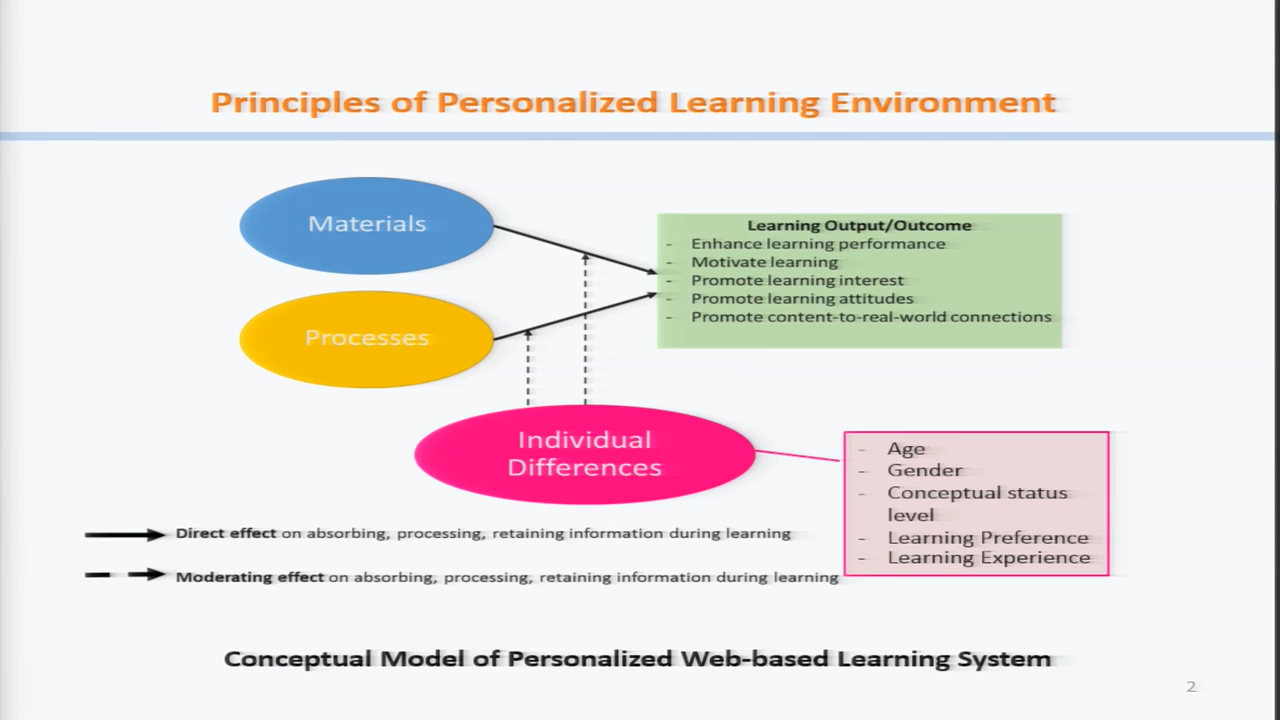 Principles of Personalized Learning Environment
Materials
Processes
Learning Output/Outcome
- Enhance learning performance
- Motivate learning
- Promote learning interest
- Promote learning attitudes
- Promote content-to-real-world connections
Individual
Differences
- Age
- Gender
- Conceptual status
level
- Learning Preference
- Learning Experience
Direct effect on absorbing, processing, retaining information during learning
Moderating effect on absorbing, processing, retaining information during learning
Conceptual Model of Personalized Web-based Learning System
2